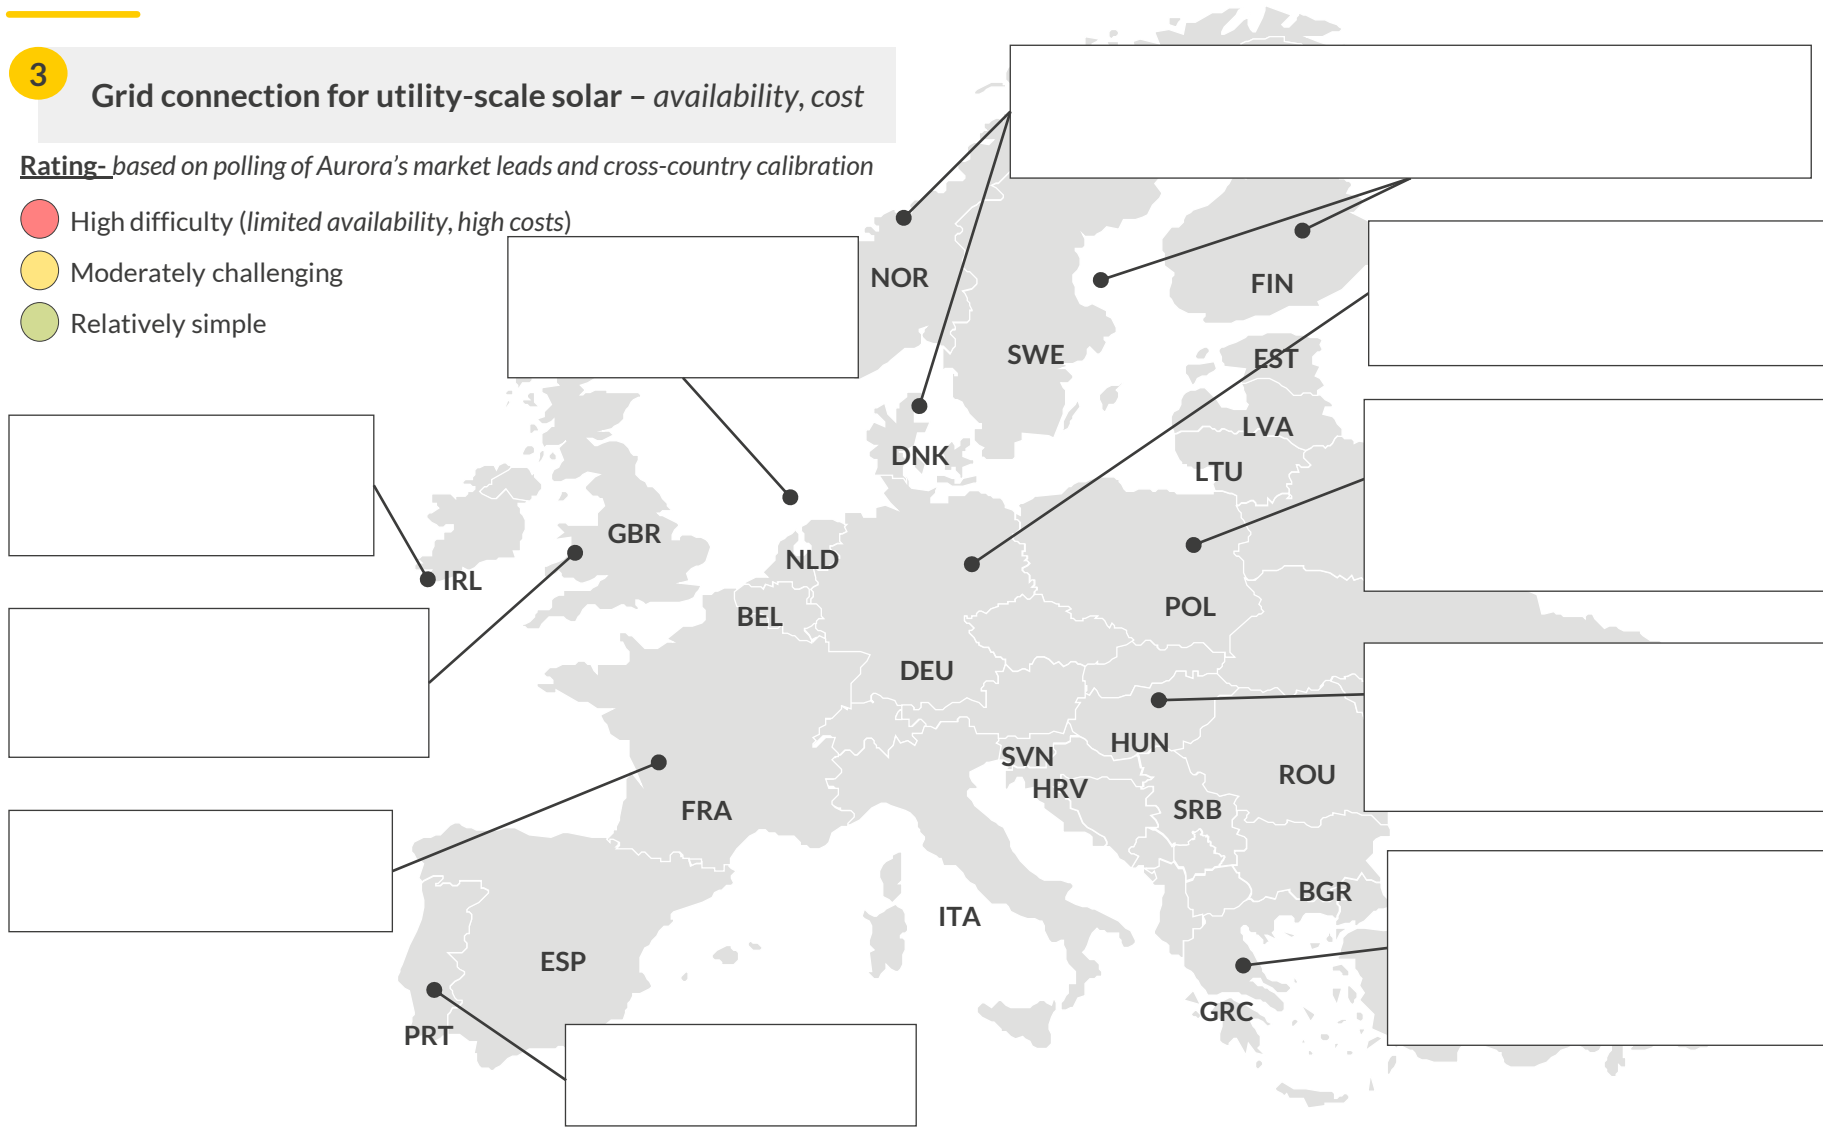 3
Grid connection for utility-scale solar – availability, cost
Rating- based on polling of Aurora's market leads and cross-country calibration
High difficulty (limited availability, high costs)
Moderately challenging
Relatively simple
NOR
FIN
SWE
EST
LVA
DNK
LTU
GBR
NLD
IRL
POL
BEL
DEU
HUN
SVN
ROU
HRV
FRA
SRB
BGR
ITA
ESP
GRC
PRT